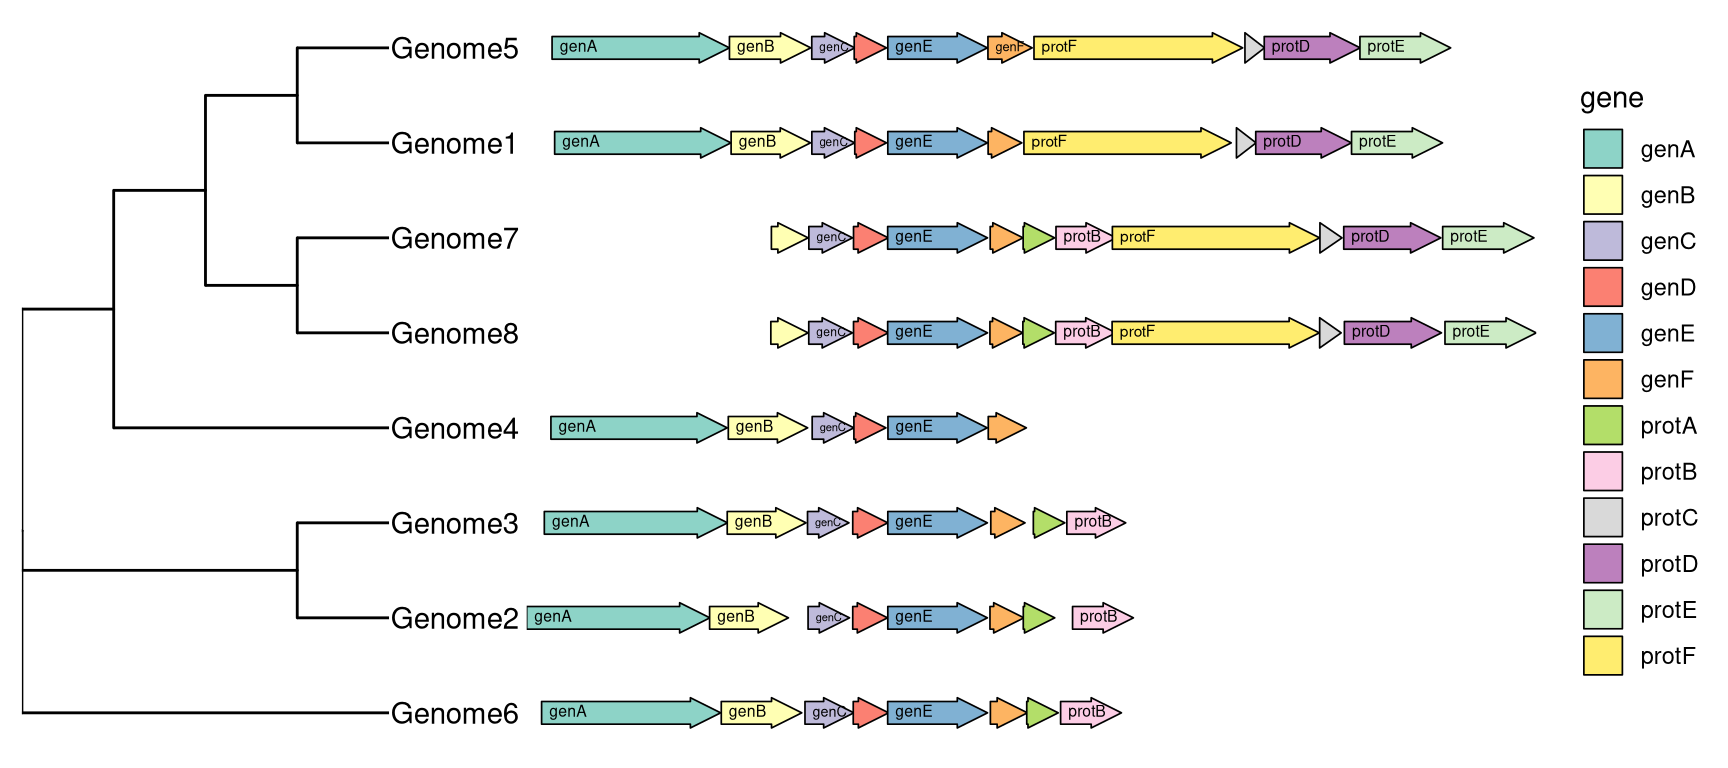 Genome5 genA genB genC genE genF protF protD protE
gene
Genome1 genA genB genC genE protF protD protE
genA
genB
Genome7 genC genE protB protF protD protE
genC
genD
Genome8 genC genE protB protF protD protE
genE
genF
Genome4 genA genB genC genE
protA
protB
Genome3 genA genB genC genE protB
protC
protD
Genome2 genA genB genC genE protB
protE
protF
Genome6 genA genB genC genE protB